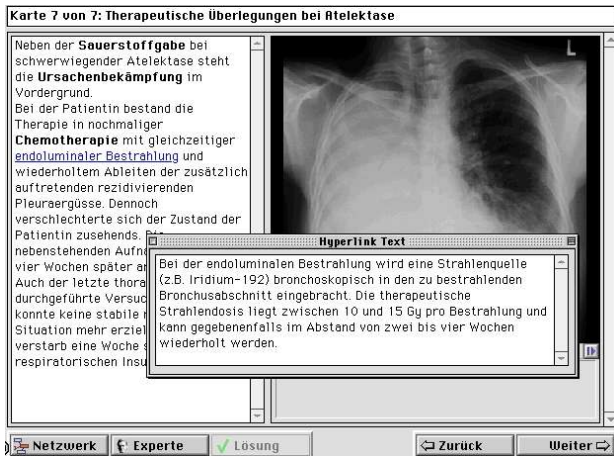 Karte 7 von 7: Therapeutische Überlegungen bei Atelektase
Neben der Sauerstoffgabe bei
schwerwiegender Atelektase steht
die Ursachenbekämpfung im
Vordergrund.
Bei der Patientin bestand die
Therapie in nochmaliger
Chemotherapie mit gleichzeitiger
endoluminaler Bestrahlung und
wiederholtem Ableiten der zusätzlich
auftretenden rezidivierenden
Pleuraergüsse. Dennoch
verschlechterte sich der Zustand der
Patientin zusehends.
nebenstehenden
vier Wochen später
Auch der letzte
durchgeführte
konnte keine stabile
Situation mehr
verstarb eine Woche
respiratorischen
L
Hyperlink Text
Bei der endoluminalen Bestrahlung wird eine Strahlenquelle
(z.B. Iridium-192) bronchoskopisch in den zu bestrahlenden
Bronchusabschnitt eingebracht. Die therapeutische
Strahlendosis liegt zwischen 10 und 15 Gy pro Bestrahlung und
kann gegebenenfalls im Abstand von zwei bis vier Wochen
wiederholt werden.
Netzwerk Experte Lösung Zurück Weiter